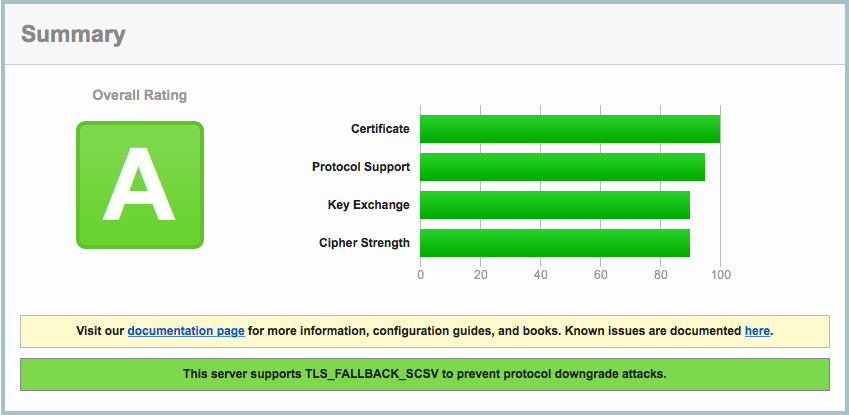 Summary
Overall Rating
A
Certificate
Protocol Support
Key Exchange
Cipher Strength
0 20 40 60 80 100
Visit our documentation page for more information, configuration guides, and books. Known issues are documented here.
This server supports TLS_FALLBACK_SCSV to prevent protocol downgrade attacks.